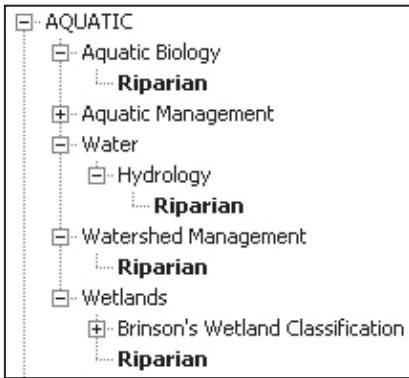 AQUATIC
Aquatic Biology
Riparian
Aquatic Management
Water
Hydrology
Riparian
Watershed Management
Riparian
Wetlands
Brinson's Wetland Classification
Riparian